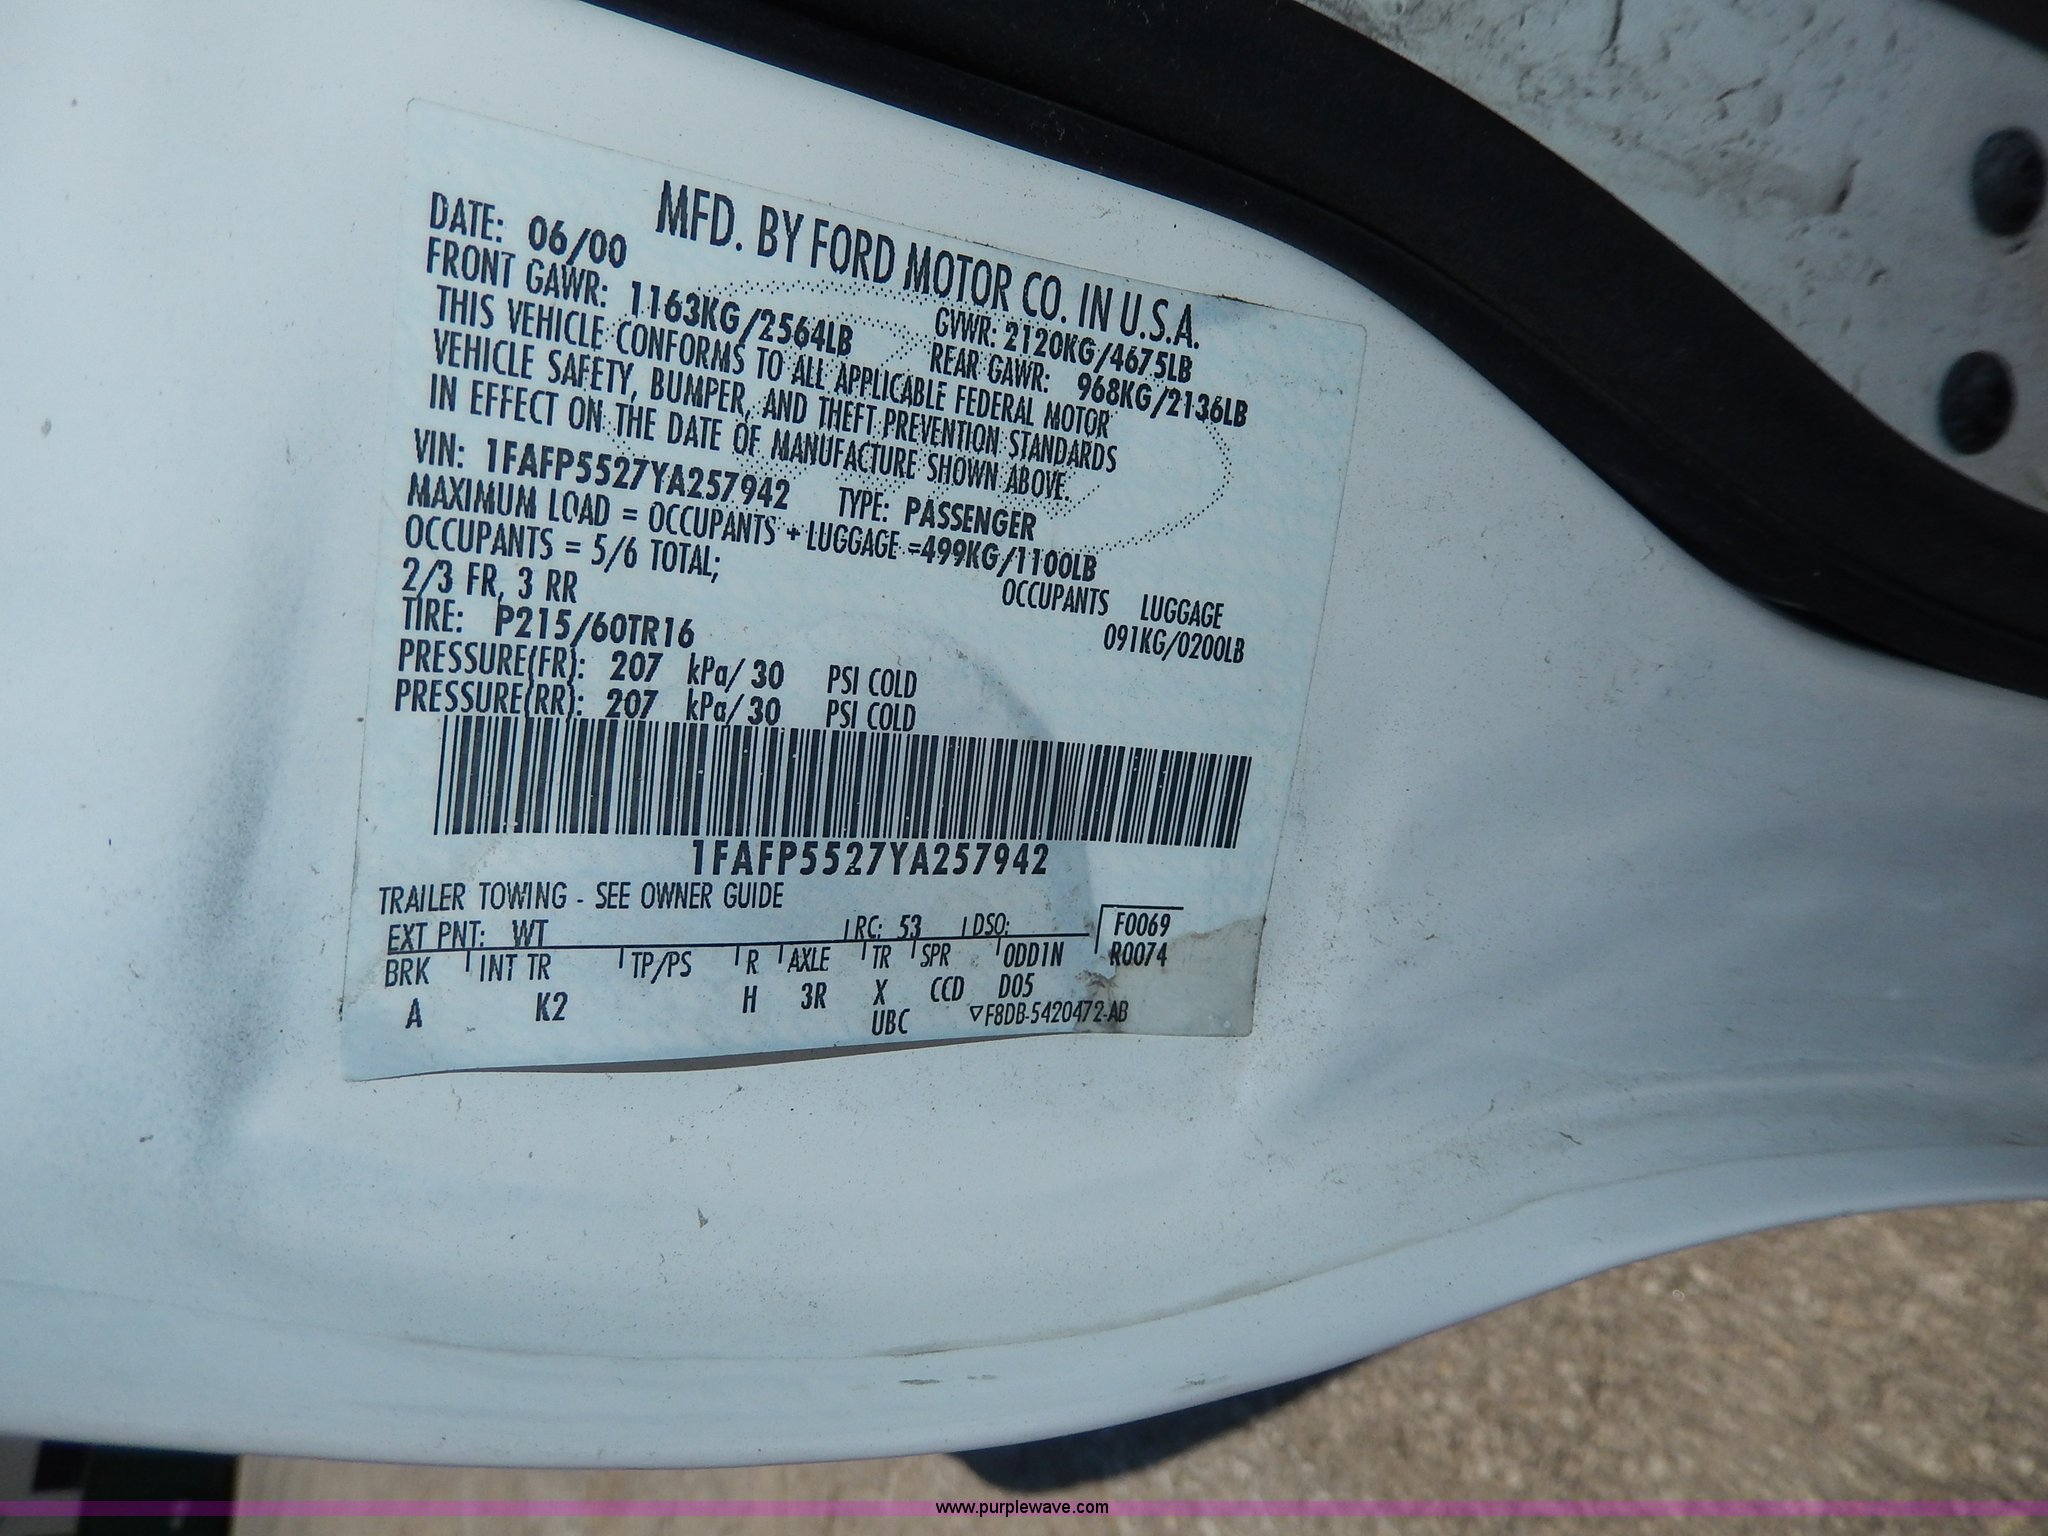 MFD. BY FORD MOTOR CO. IN U.S.A.
DATE: 06/00 GVWR: 2120KG/4675LB
FRONT GAWR: 1163KG/2564LB REAR GAWR: 968KG/2136LB
THIS VEHICLE CONFORMS TO ALL APPLICABLE FEDERAL MOTOR
VEHICLE SAFETY, BUMPER, AND THEFT PREVENTION STANDARDS
IN EFFECT ON THE DATE OF MANUFACTURE SHOWN ABOVE.
VIN: 1FAFP5527YA257942 TYPE: PASSENGER
MAXIMUM LOAD = OCCUPANTS + LUGGAGE =499KG/1100LB
OCCUPANTS = 5/6 TOTAL; OCCUPANTS LUGGAGE
2/3 FR, 3 RR 091KG/0200LB
TIRE: P215/60TR16
PRESSURE(FR): 207 kPa/ 30 PSI COLD
PRESSURE(RR): 207 kPa/ 30 PSI COLD
1FAFP5527YA257942
TRAILER TOWING - SEE OWNER GUIDE
EXT PNT: WT RC: 53 DSO: F0069
BRK INT TR TP/PS R AXLE TR SPR ODD1N R0074
A K2 H 3R X CCD D05
UBC ▽F8DB-5420472-AB
www.purplewave.com